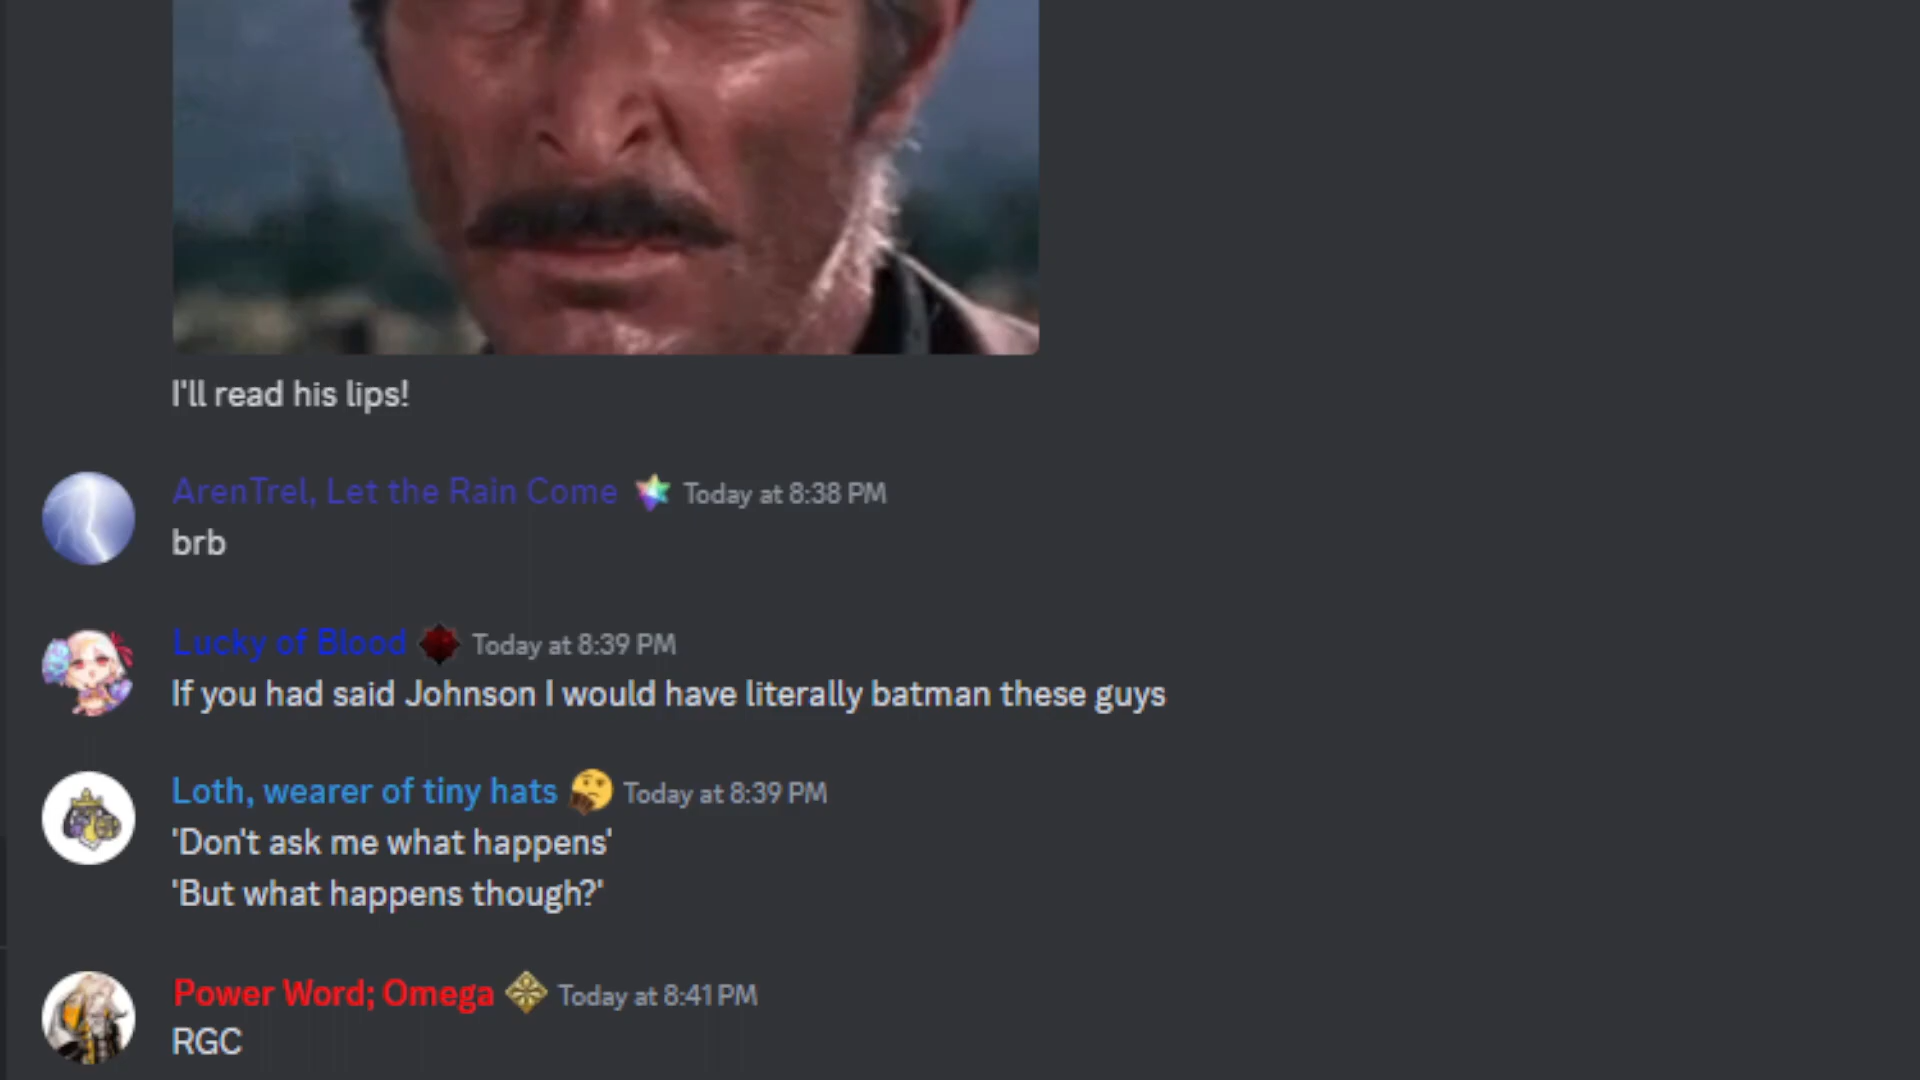 I'll read his lips!
ArenTrel, Let the Rain Come Today at 8:38 PM
brb
Lucky of Blood Today at 8:39 PM
If you had said Johnson I would have literally batman these guys
Loth, wearer of tiny hats Today at 8:39 PM
'Don't ask me what happens'
'But what happens though?'
Power Word; Omega Today at 8:41 PM
RGC